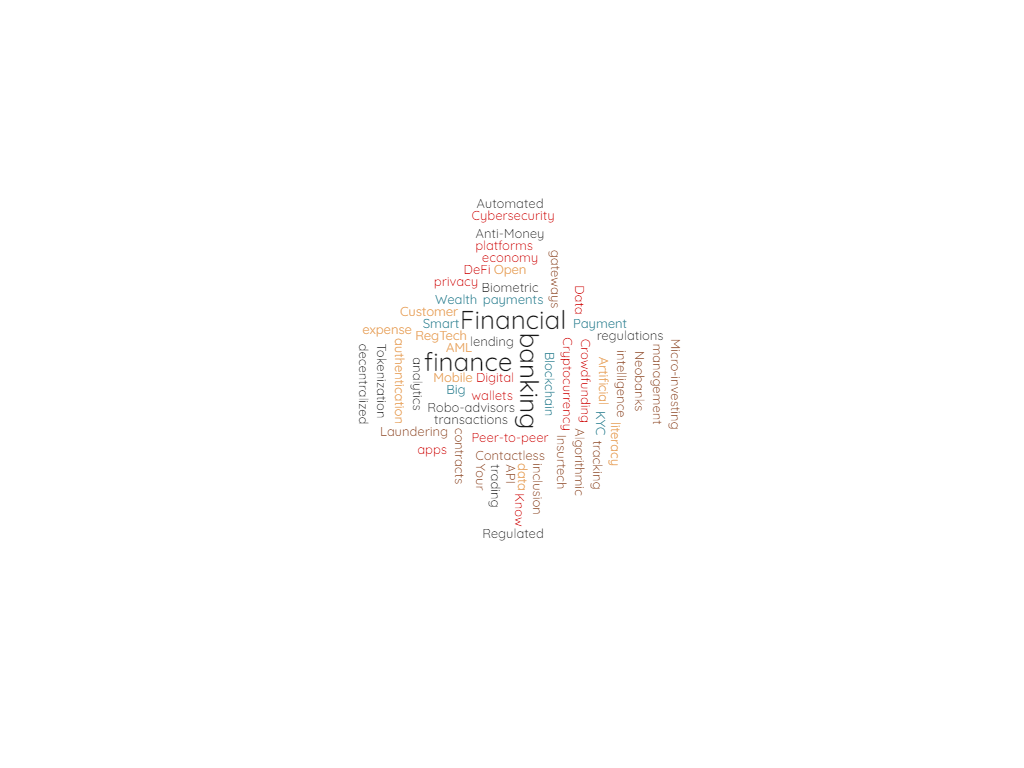 Automated
Cybersecurity
Anti-Money
platforms
economy
gateways
DeFi Open
privacy
Biometric
Data
Wealth payments
Customer
Financial
Smart
Payment
expense
RegTech
regulations
lending
AML
banking
finance
decentralized
Tokenization
authentication
analytics
Mobile Digital
Big
wallets
Blockchain
Cryptocurrency
Crowdfunding
Artificial
intelligence
Neobanks
management
Micro-investing
Robo-advisors
transactions
KYC
literacy
Laundering
Peer-to-peer
apps
contracts
Contactless
Insurtech
Algorithmic
tracking
Your
trading
API
data
inclusion
Know
Regulated